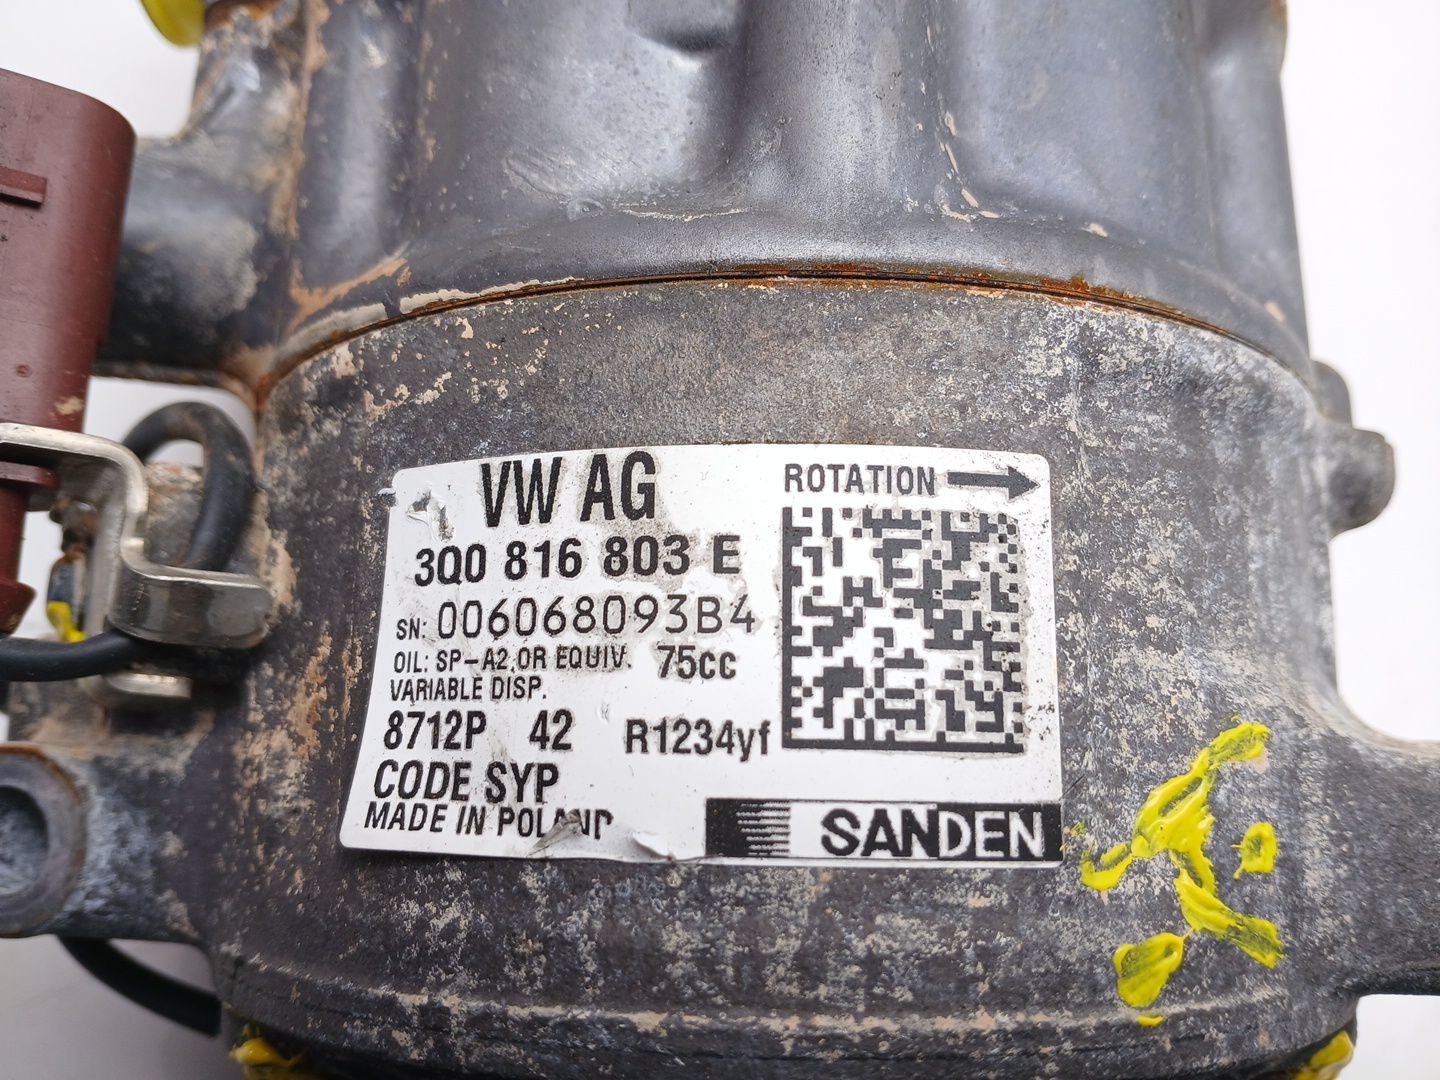 VW AG
ROTATION
3Q0 816 803 E
SN: 006068093B4
OIL: SP-A2, OR EQUIV. 75cc
VARIABLE DISP.
8712P 42 R1234yf
CODE SYP
MADE IN POLAND
SANDEN